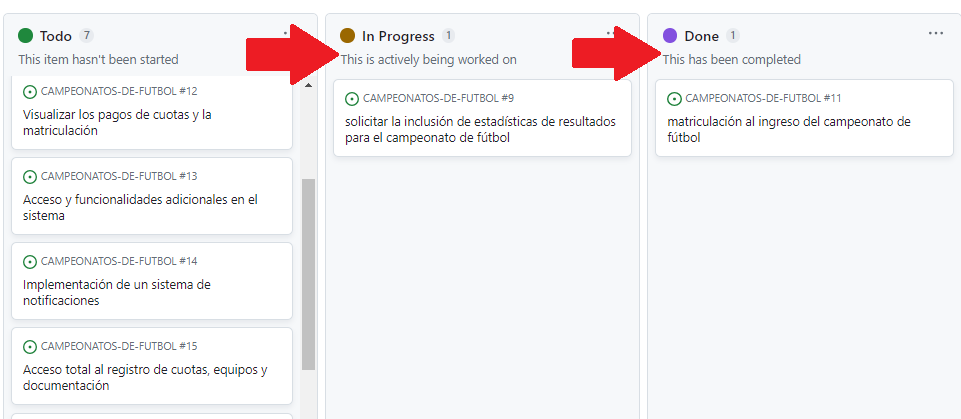 Todo 7
This item hasn't been started
CAMPEONATOS-DE-FUTBOL #12
Visualizar los pagos de cuotas y la
matriculación
CAMPEONATOS-DE-FUTBOL #13
Acceso y funcionalidades adicionales en el
sistema
CAMPEONATOS-DE-FUTBOL #14
Implementación de un sistema de
notificaciones
CAMPEONATOS-DE-FUTBOL #15
Acceso total al registro de cuotas, equipos y
documentación
In Progress 1
This is actively being worked on
CAMPEONATOS-DE-FUTBOL #9
solicitar la inclusión de estadísticas de resultados
para el campeonato de fútbol
Done 1
This has been completed
CAMPEONATOS-DE-FUTBOL #11
matriculación al ingreso del campeonato de
fútbol